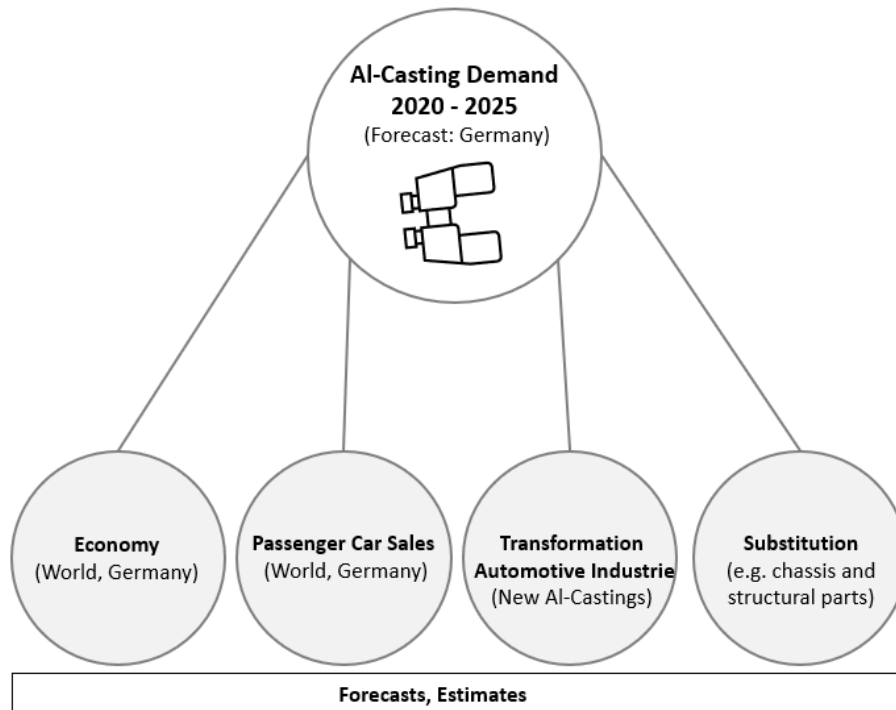 Al-Casting Demand
2020 - 2025
(Forecast: Germany)
Economy
(World, Germany)
Passenger Car Sales
(World, Germany)
Transformation
Automotive Industrie
(New Al-Castings)
Substitution
(e.g. chassis and
structural parts)
Forecasts, Estimates